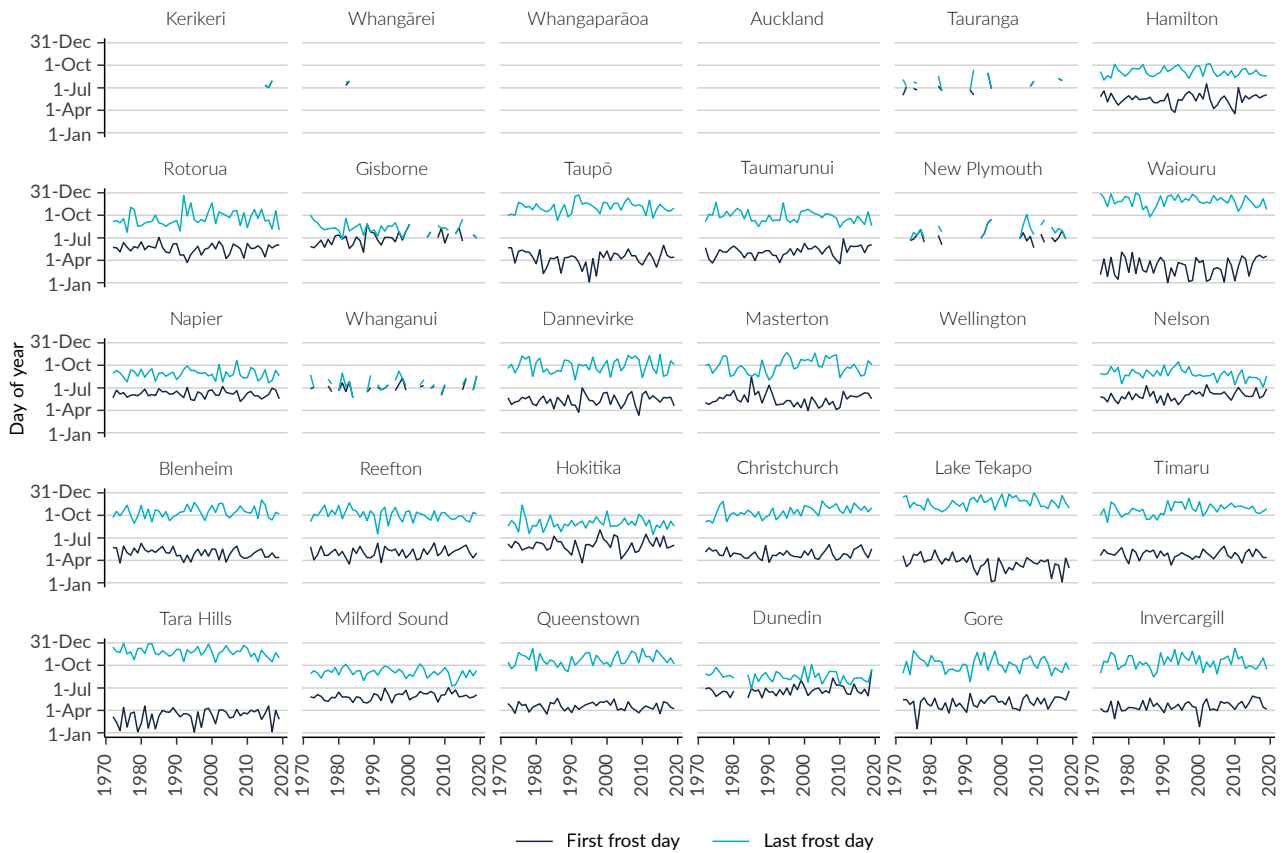 Kerikeri Whangārei Whangaparāoa Auckland Tauranga Hamilton
31-Dec
1-Oct
1-Jul
1-Apr
1-Jan
Rotorua Gisborne Taupō Taumarunui New Plymouth Waiouru
31-Dec
1-Oct
1-Jul
1-Apr
1-Jan
Napier Whanganui Dannevirke Masterton Wellington Nelson
31-Dec
1-Oct
1-Jul
1-Apr
1-Jan
Day of year
Blenheim Reefton Hokitika Christchurch Lake Tekapo Timaru
31-Dec
1-Oct
1-Jul
1-Apr
1-Jan
Tara Hills Milford Sound Queenstown Dunedin Gore Invercargill
31-Dec
1-Oct
1-Jul
1-Apr
1-Jan
1970 1980 1990 2000 2010 2020 1970 1980 1990 2000 2010 2020 1970 1980 1990 2000 2010 2020 1970 1980 1990 2000 2010 2020 1970 1980 1990 2000 2010 2020 1970 1980 1990 2000 2010 2020
First frost day Last frost day